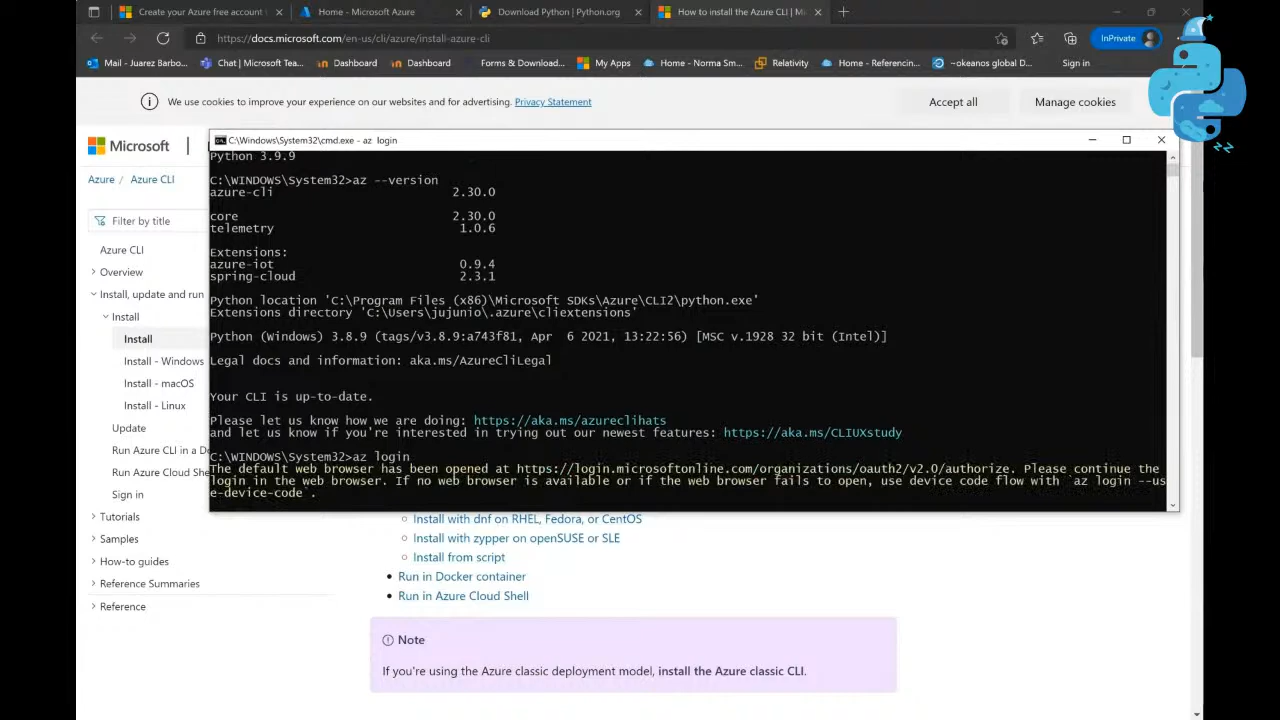 Create your Azure free account t
Home - Microsoft Azure
Download Python | Python.org
How to install the Azure CLI | Mi
https://docs.microsoft.com/en-us/cli/azure/install-azure-cli
InPrivate
Mail - Juarez Barbo...
Chat | Microsoft Tea...
Dashboard
Dashboard
Forms & Download...
My Apps
Home - Norma Sm...
Relativity
Home - Referencin...
~okeanos global D...
Sign in
We use cookies to improve your experience on our websites and for advertising. Privacy Statement
Accept all
Manage cookies
Microsoft
Azure / Azure CLI
Filter by title
Azure CLI
Overview
Install, update and run
Install
Install
Install - Windows
Install - macOS
Install - Linux
Update
Run Azure CLI in a Do
Run Azure Cloud She
Sign in
Tutorials
Samples
How-to guides
Reference Summaries
Reference
C:\Windows\System32\cmd.exe - az login
Python 3.9.9
C:\WINDOWS\System32>az --version
azure-cli 2.30.0
core 2.30.0
telemetry 1.0.6
Extensions:
azure-iot 0.9.4
spring-cloud 2.3.1
Python location 'C:\Program Files (x86)\Microsoft SDKs\Azure\CLI2\python.exe'
Extensions directory 'C:\Users\jujunio\.azure\cliextensions'
Python (Windows) 3.8.9 (tags/v3.8.9:a743f81, Apr 6 2021, 13:22:56) [MSC v.1928 32 bit (Intel)]
Legal docs and information: aka.ms/AzureCliLegal
Your CLI is up-to-date.
Please let us know how we are doing: https://aka.ms/azureclihats
and let us know if you're interested in trying out our newest features: https://aka.ms/CLIUXstudy
C:\WINDOWS\System32>az login
The default web browser has been opened at https://login.microsoftonline.com/organizations/oauth2/v2.0/authorize. Please continue the
login in the web browser. If no web browser is available or if the web browser fails to open, use device code flow with `az login --us
e-device-code`.
Install with dnf on RHEL, Fedora, or CentOS
Install with zypper on openSUSE or SLE
Install from script
Run in Docker container
Run in Azure Cloud Shell
Note
If you're using the Azure classic deployment model, install the Azure classic CLI.
zz